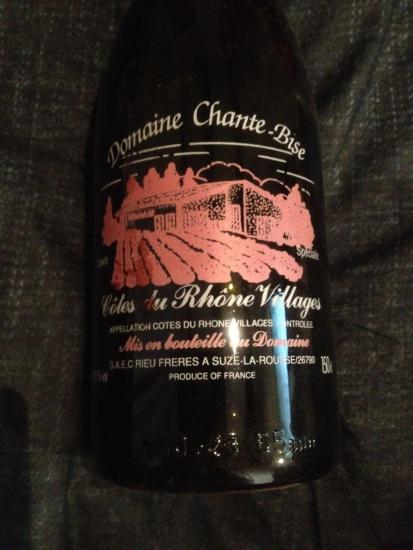 Domaine Chante-Bise
Spéciale
Côtes du Rhône Villages
APPELLATION COTES DU RHONE VILLAGES CONTROLEE
Mis en bouteille au Domaine
G.A.E.C RIEU FRERES A SUZE-LA-ROUSSE/26790
PRODUCE OF FRANCE